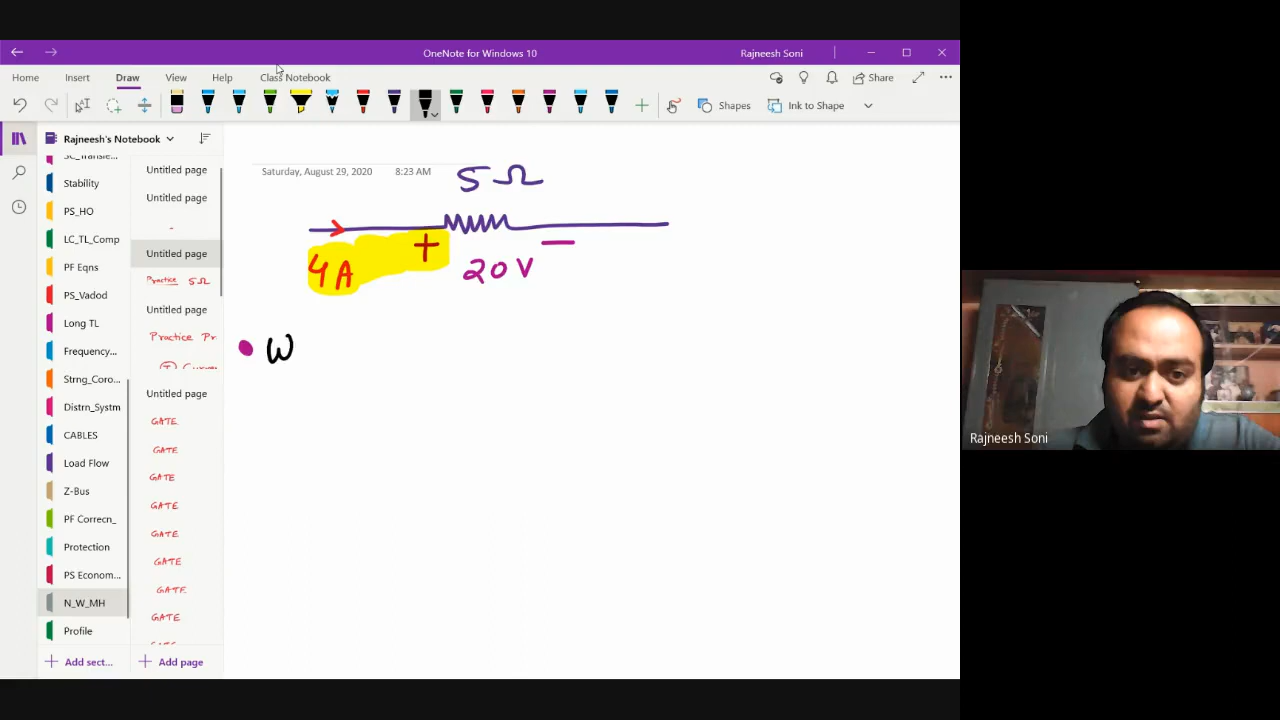 OneNote for Windows 10
Rajneesh Soni
Home Insert Draw View Help Class Notebook
Share
Shapes
Ink to Shape
Rajneesh's Notebook
Stability
PS_HO
LC_TL_Comp
PF Eqns
PS_Vadod
Long TL
Frequency...
Strng_Coro...
Distrn_Systm
CABLES
Load Flow
Z-Bus
PF Correcn_
Protection
PS Econom...
N_W_MH
Profile
Add sect...
Untitled page
Untitled page
Untitled page
Practice 5Ω
Untitled page
Practice Pr
Untitled page
GATE
GATE
GATE
GATE
GATE
GATE
GATE
GATE
Add page
Saturday, August 29, 2020 8:23 AM
5 Ω
4A + 20 V −
• W
Rajneesh Soni